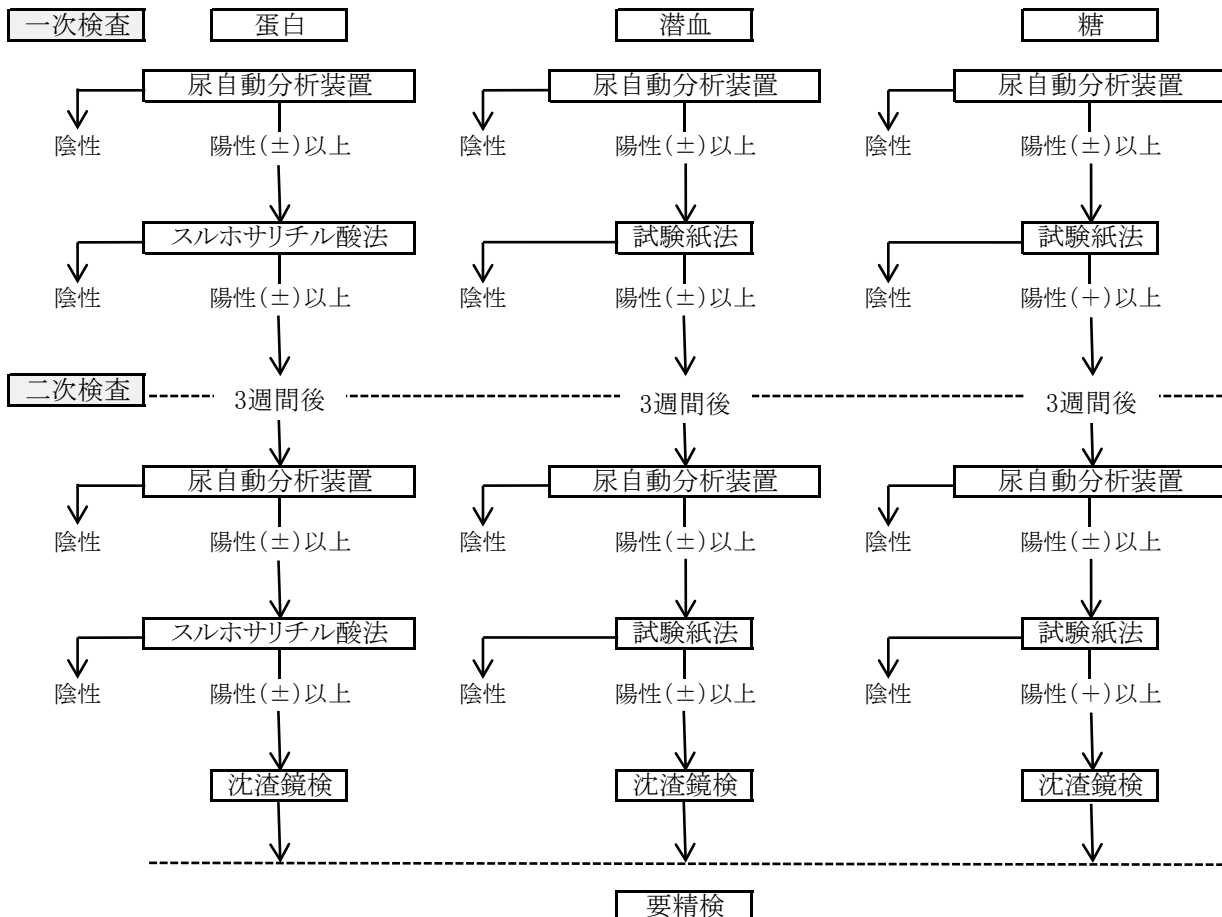 一次検査 蛋白 潜血 糖
尿自動分析装置 尿自動分析装置 尿自動分析装置
陰性 陽性(±)以上 陰性 陽性(±)以上 陰性 陽性(±)以上
スルホサリチル酸法 試験紙法 試験紙法
陰性 陽性(±)以上 陰性 陽性(±)以上 陰性 陽性(+)以上
二次検査 3週間後 3週間後 3週間後
尿自動分析装置 尿自動分析装置 尿自動分析装置
陰性 陽性(±)以上 陰性 陽性(±)以上 陰性 陽性(±)以上
スルホサリチル酸法 試験紙法 試験紙法
陰性 陽性(±)以上 陰性 陽性(±)以上 陰性 陽性(+)以上
沈渣鏡検 沈渣鏡検 沈渣鏡検
要精検